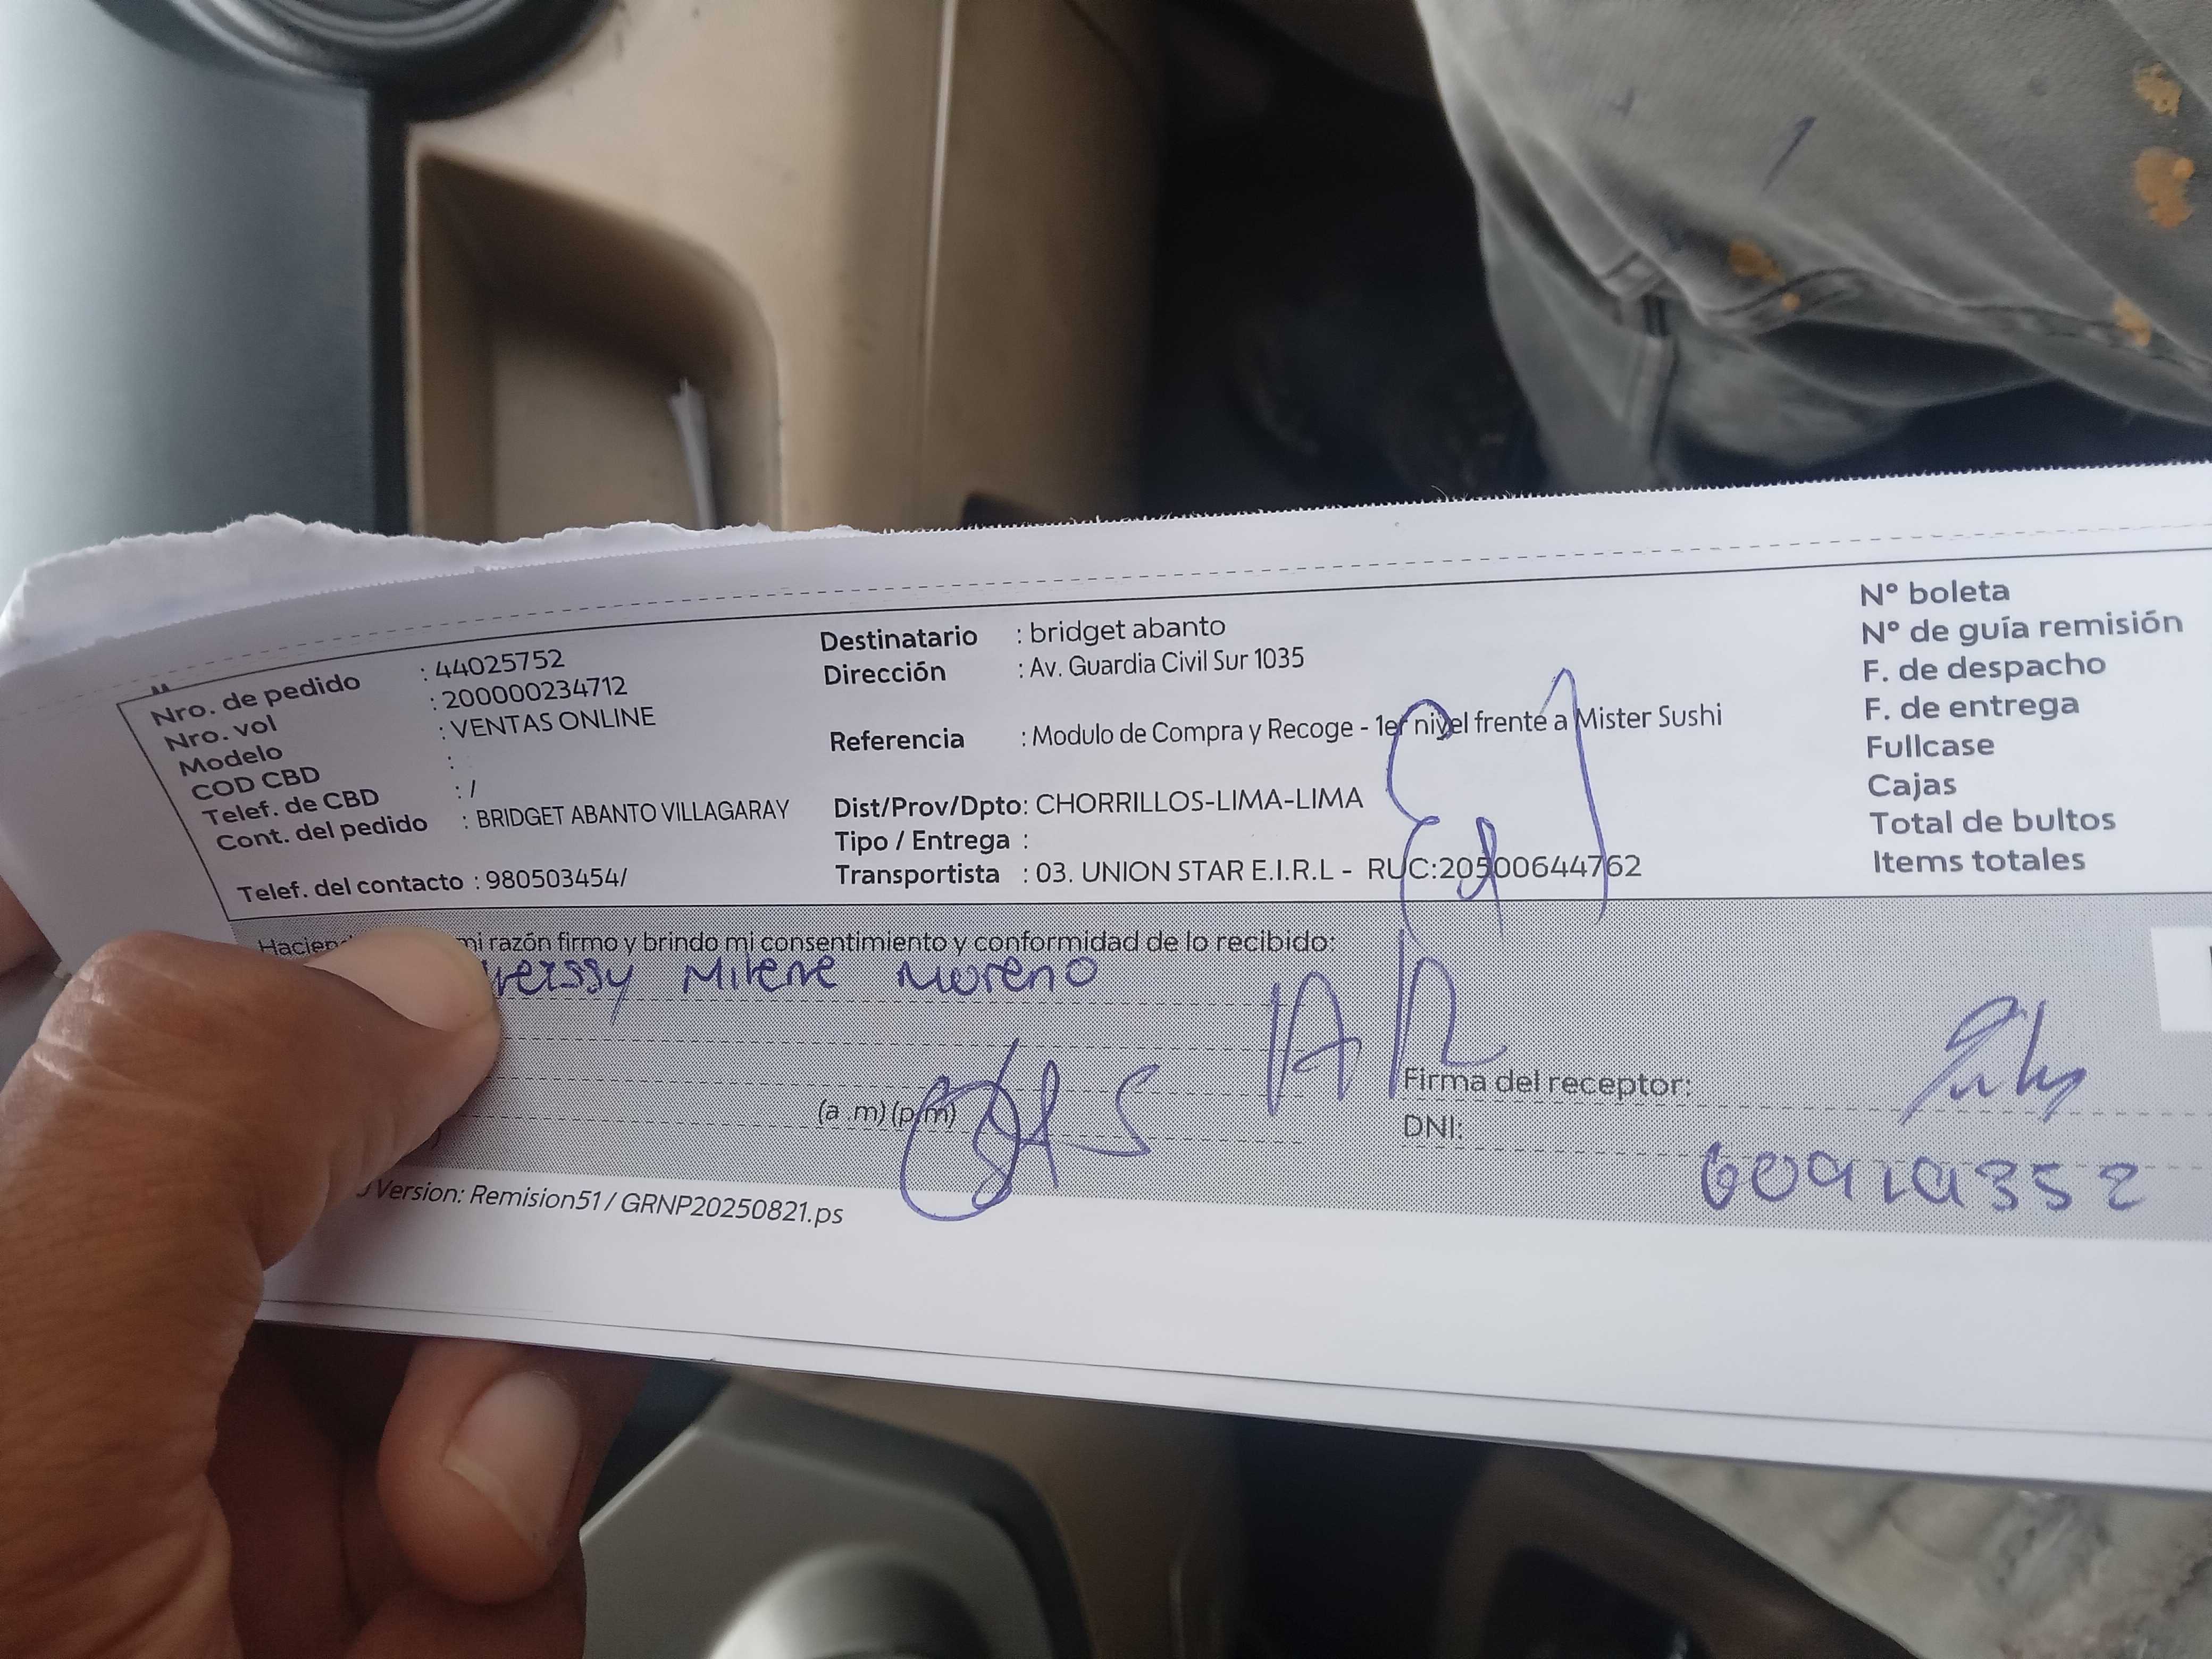 Nro. de pedido : 44025752
Nro. vol : 200000234712
Modelo : VENTAS ONLINE
COD CBD :
Telef. de CBD : /
Cont. del pedido : BRIDGET ABANTO VILLAGARAY
Telef. del contacto : 980503454/
Destinatario : bridget abanto
Dirección : Av. Guardia Civil Sur 1035
Referencia : Modulo de Compra y Recoge - 1er nivel frente a Mister Sushi
Dist/Prov/Dpto: CHORRILLOS-LIMA-LIMA
Tipo / Entrega :
Transportista : 03. UNION STAR E.I.R.L - RUC:20500644762
N° boleta
N° de guía remisión
F. de despacho
F. de entrega
Fullcase
Cajas
Total de bultos
Items totales
mi razón firmo y brindo mi consentimiento y conformidad de lo recibido:
Milene Moreno
(a .m) (p.m)
Firma del receptor:
DNI:
Version: Remision51 / GRNP20250821.ps